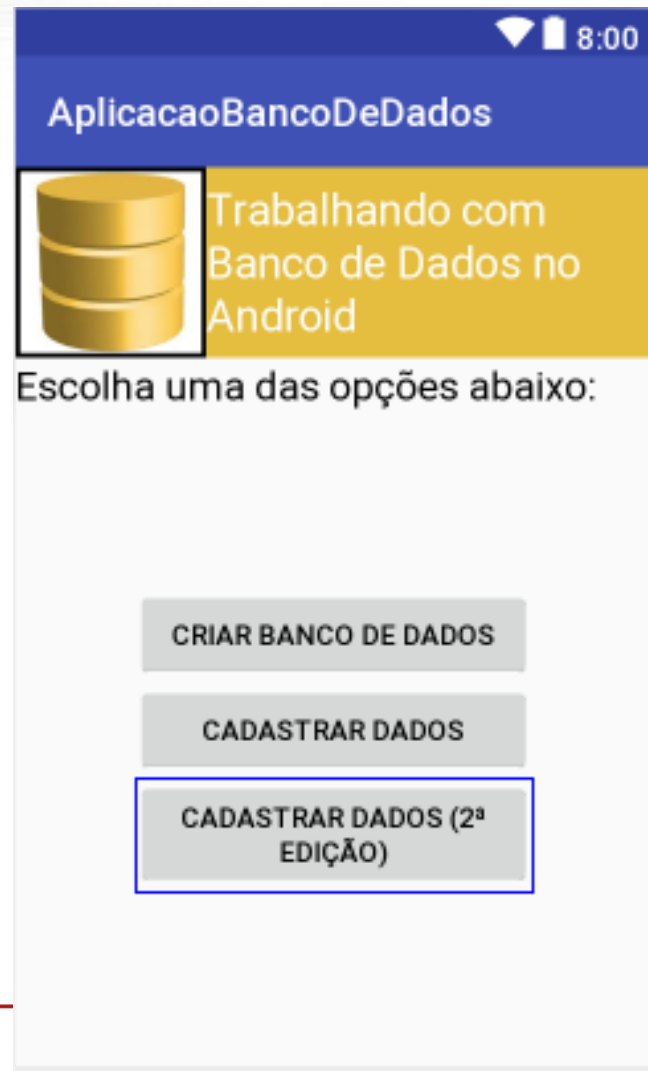 8:00
AplicacaoBancoDeDados
Trabalhando com
Banco de Dados no
Android
Escolha uma das opções abaixo:
CRIAR BANCO DE DADOS
CADASTRAR DADOS
CADASTRAR DADOS (2ª
EDIÇÃO)